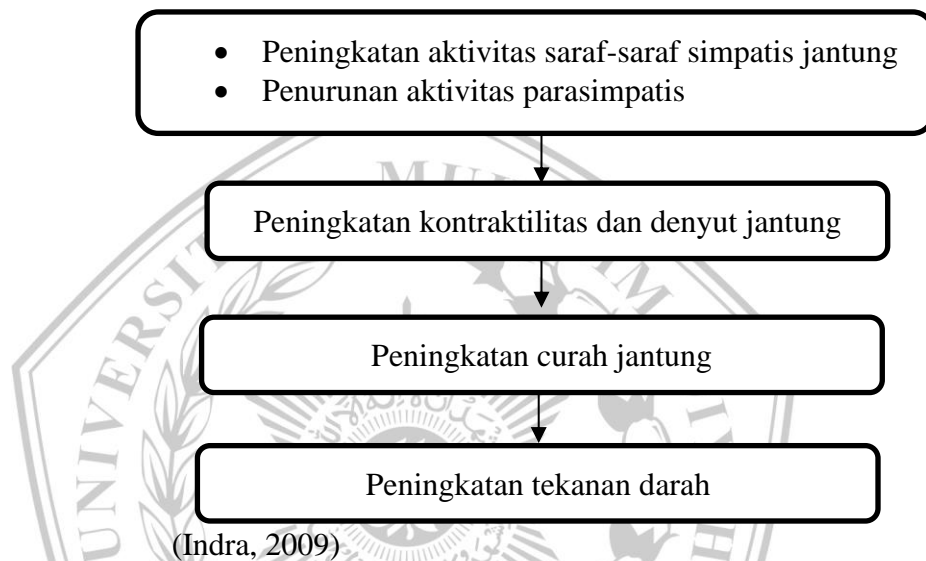 • Peningkatan aktivitas saraf-saraf simpatis jantung
• Penurunan aktivitas parasimpatis
Peningkatan kontraktilitas dan denyut jantung
Peningkatan curah jantung
Peningkatan tekanan darah
(Indra, 2009)